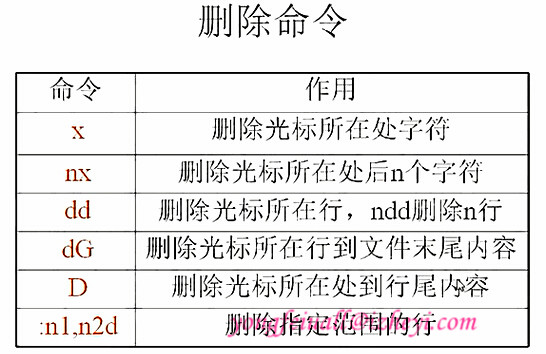 删除命令
命令 作用
x 删除光标所在处字符
nx 删除光标所在处后n个字符
dd 删除光标所在行，ndd删除n行
dG 删除光标所在行到文件末尾内容
D 删除光标所在处到行尾内容
:n1,n2d 删除指定范围的行